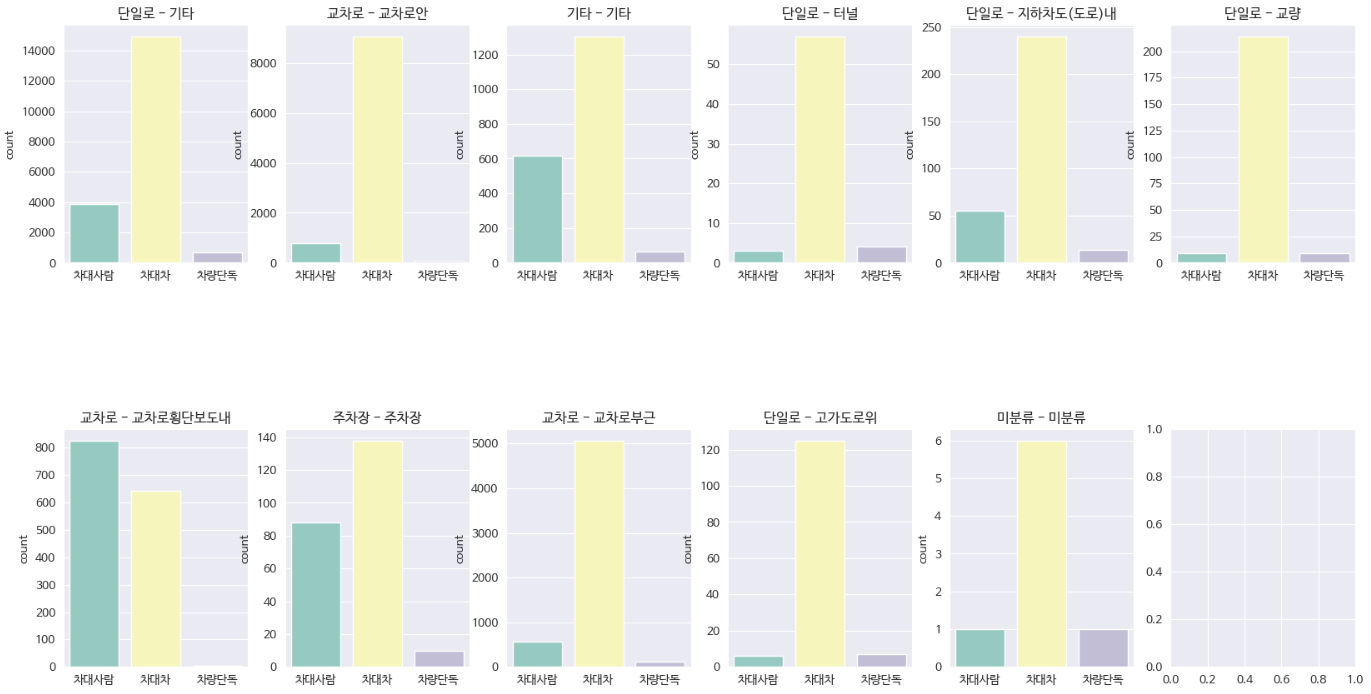 단일로 - 기타
14000
12000
10000
8000
6000
4000
2000
0
count
차대사람 차대차 차량단독
교차로 - 교차로안
8000
6000
4000
2000
0
count
차대사람 차대차 차량단독
기타 - 기타
1200
1000
800
600
400
200
0
count
차대사람 차대차 차량단독
단일로 - 터널
50
40
30
20
10
0
count
차대사람 차대차 차량단독
단일로 - 지하차도(도로)내
250
200
150
100
50
0
count
차대사람 차대차 차량단독
단일로 - 교량
200
175
150
125
100
75
50
25
0
count
차대사람 차대차 차량단독
교차로 - 교차로횡단보도내
800
700
600
500
400
300
200
100
0
count
차대사람 차대차 차량단독
주차장 - 주차장
140
120
100
80
60
40
20
0
count
차대사람 차대차 차량단독
교차로 - 교차로부근
5000
4000
3000
2000
1000
0
count
차대사람 차대차 차량단독
단일로 - 고가도로위
120
100
80
60
40
20
0
count
차대사람 차대차 차량단독
미분류 - 미분류
6
5
4
3
2
1
0
count
차대사람 차대차 차량단독
1.0
0.8
0.6
0.4
0.2
0.0
0.0 0.2 0.4 0.6 0.8 1.0